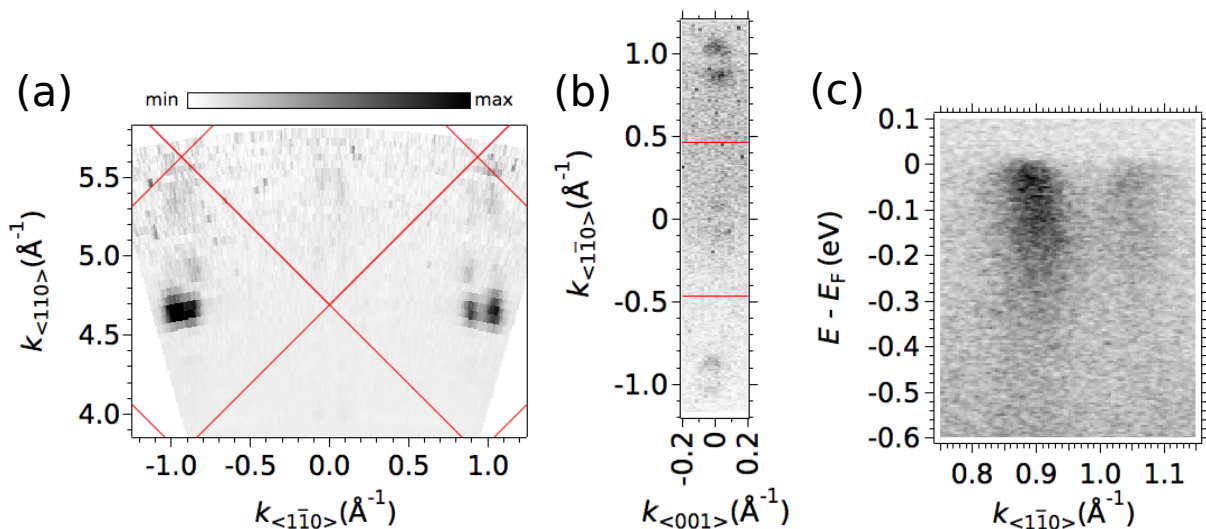 (a)
min max
5.5
5.0
4.5
4.0
k<110>(Å⁻¹)
-1.0 -0.5 0.0 0.5 1.0
k<11̄0>(Å⁻¹)
(b)
1.0
0.5
0
-0.5
-1.0
k<11̄0>(Å⁻¹)
-0.2 0 0.2
k<001>(Å⁻¹)
(c)
0.1
0
-0.1
-0.2
-0.3
-0.4
-0.5
-0.6
E - EF (eV)
0.8 0.9 1.0 1.1
k<11̄0>(Å⁻¹)